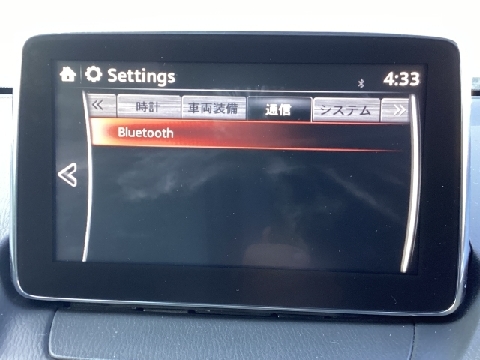 Settings 4:33
時計 車両装備 通信 システム
Bluetooth